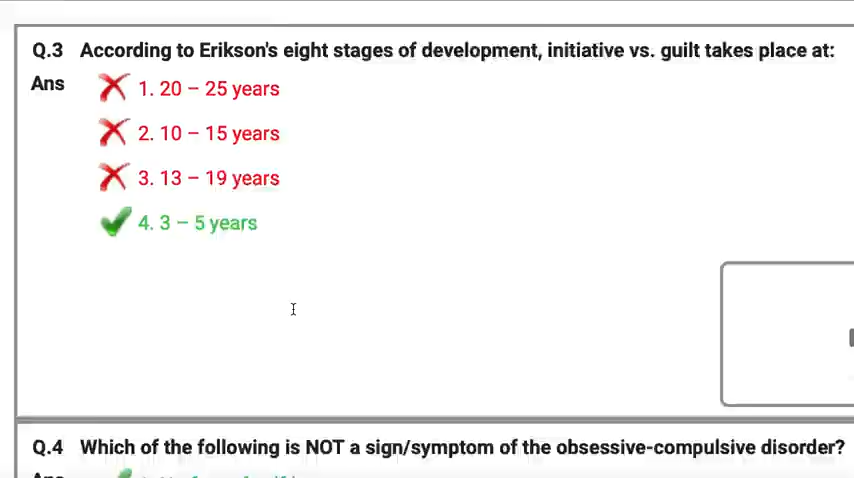 Q.3 According to Erikson's eight stages of development, initiative vs. guilt takes place at:
Ans 1. 20 – 25 years
2. 10 – 15 years
3. 13 – 19 years
4. 3 – 5 years
Q.4 Which of the following is NOT a sign/symptom of the obsessive-compulsive disorder?
Ans